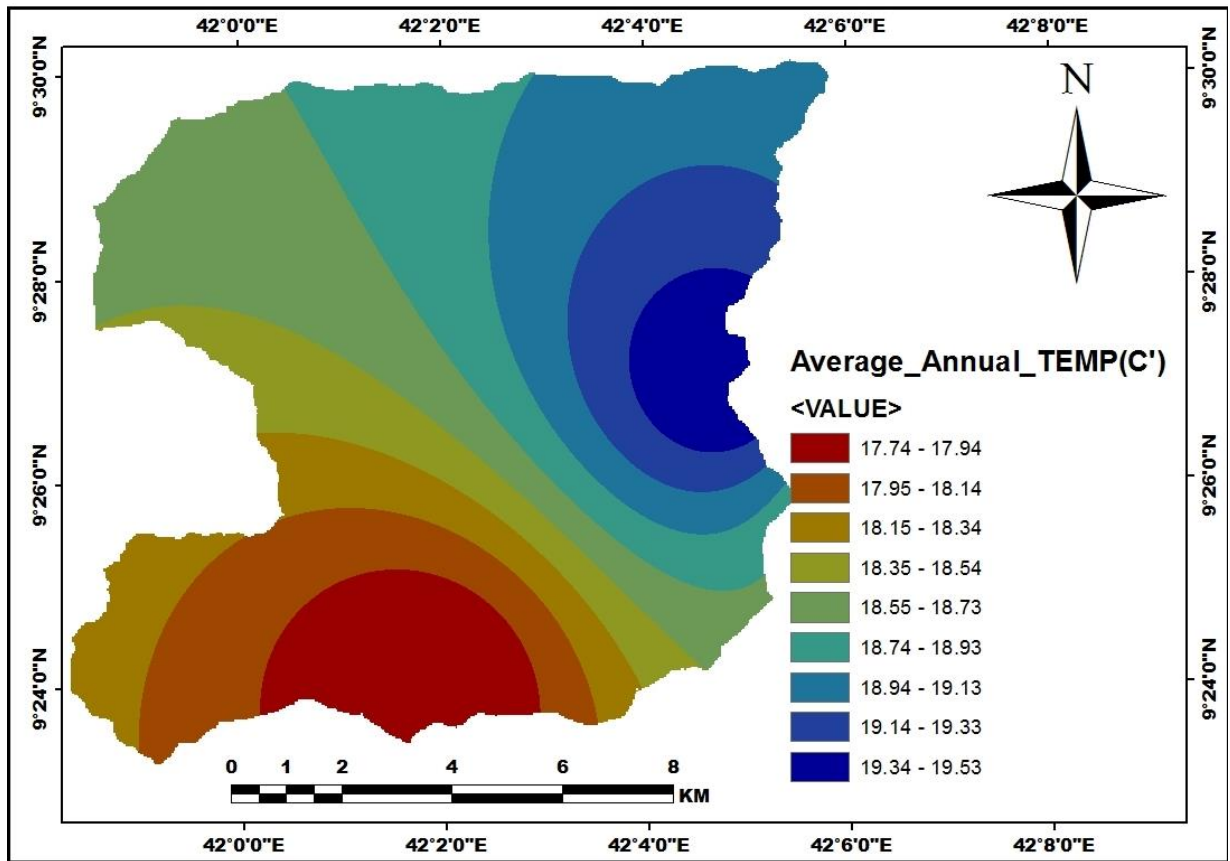 42°0'0"E 42°2'0"E 42°4'0"E 42°6'0"E 42°8'0"E
9°30'0"N 9°30'0"N
N
9°28'0"N 9°28'0"N
Average_Annual_TEMP(C')
<VALUE>
17.74 - 17.94
17.95 - 18.14
9°26'0"N 9°26'0"N
18.15 - 18.34
18.35 - 18.54
18.55 - 18.73
18.74 - 18.93
9°24'0"N 9°24'0"N
18.94 - 19.13
19.14 - 19.33
19.34 - 19.53
0 1 2 4 6 8
KM
42°0'0"E 42°2'0"E 42°4'0"E 42°6'0"E 42°8'0"E